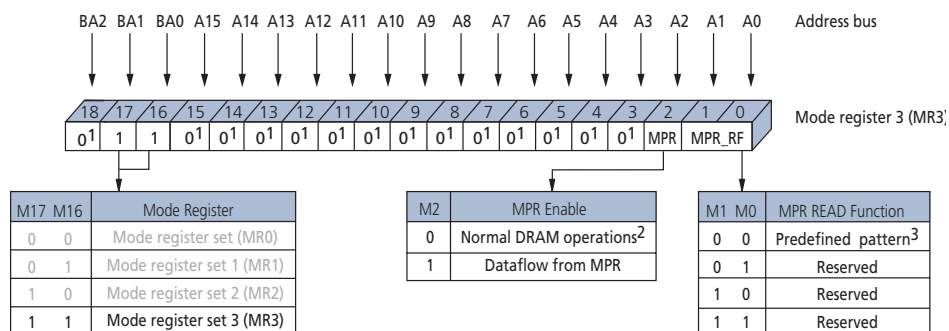 BA2 BA1 BA0 A15 A14 A13 A12 A11 A10 A9 A8 A7 A6 A5 A4 A3 A2 A1 A0 Address bus
18 17 16 15 14 13 12 11 10 9 8 7 6 5 4 3 2 1 0
Mode register 3 (MR3)
0¹ 1 1 0¹ 0¹ 0¹ 0¹ 0¹ 0¹ 0¹ 0¹ 0¹ 0¹ 0¹ 0¹ 0¹ MPR MPR_RF
M17 M16 Mode Register
0 0 Mode register set (MR0)
0 1 Mode register set 1 (MR1)
1 0 Mode register set 2 (MR2)
1 1 Mode register set 3 (MR3)
M2 MPR Enable
0 Normal DRAM operations²
1 Dataflow from MPR
M1 M0 MPR READ Function
0 0 Predefined pattern³
0 1 Reserved
1 0 Reserved
1 1 Reserved